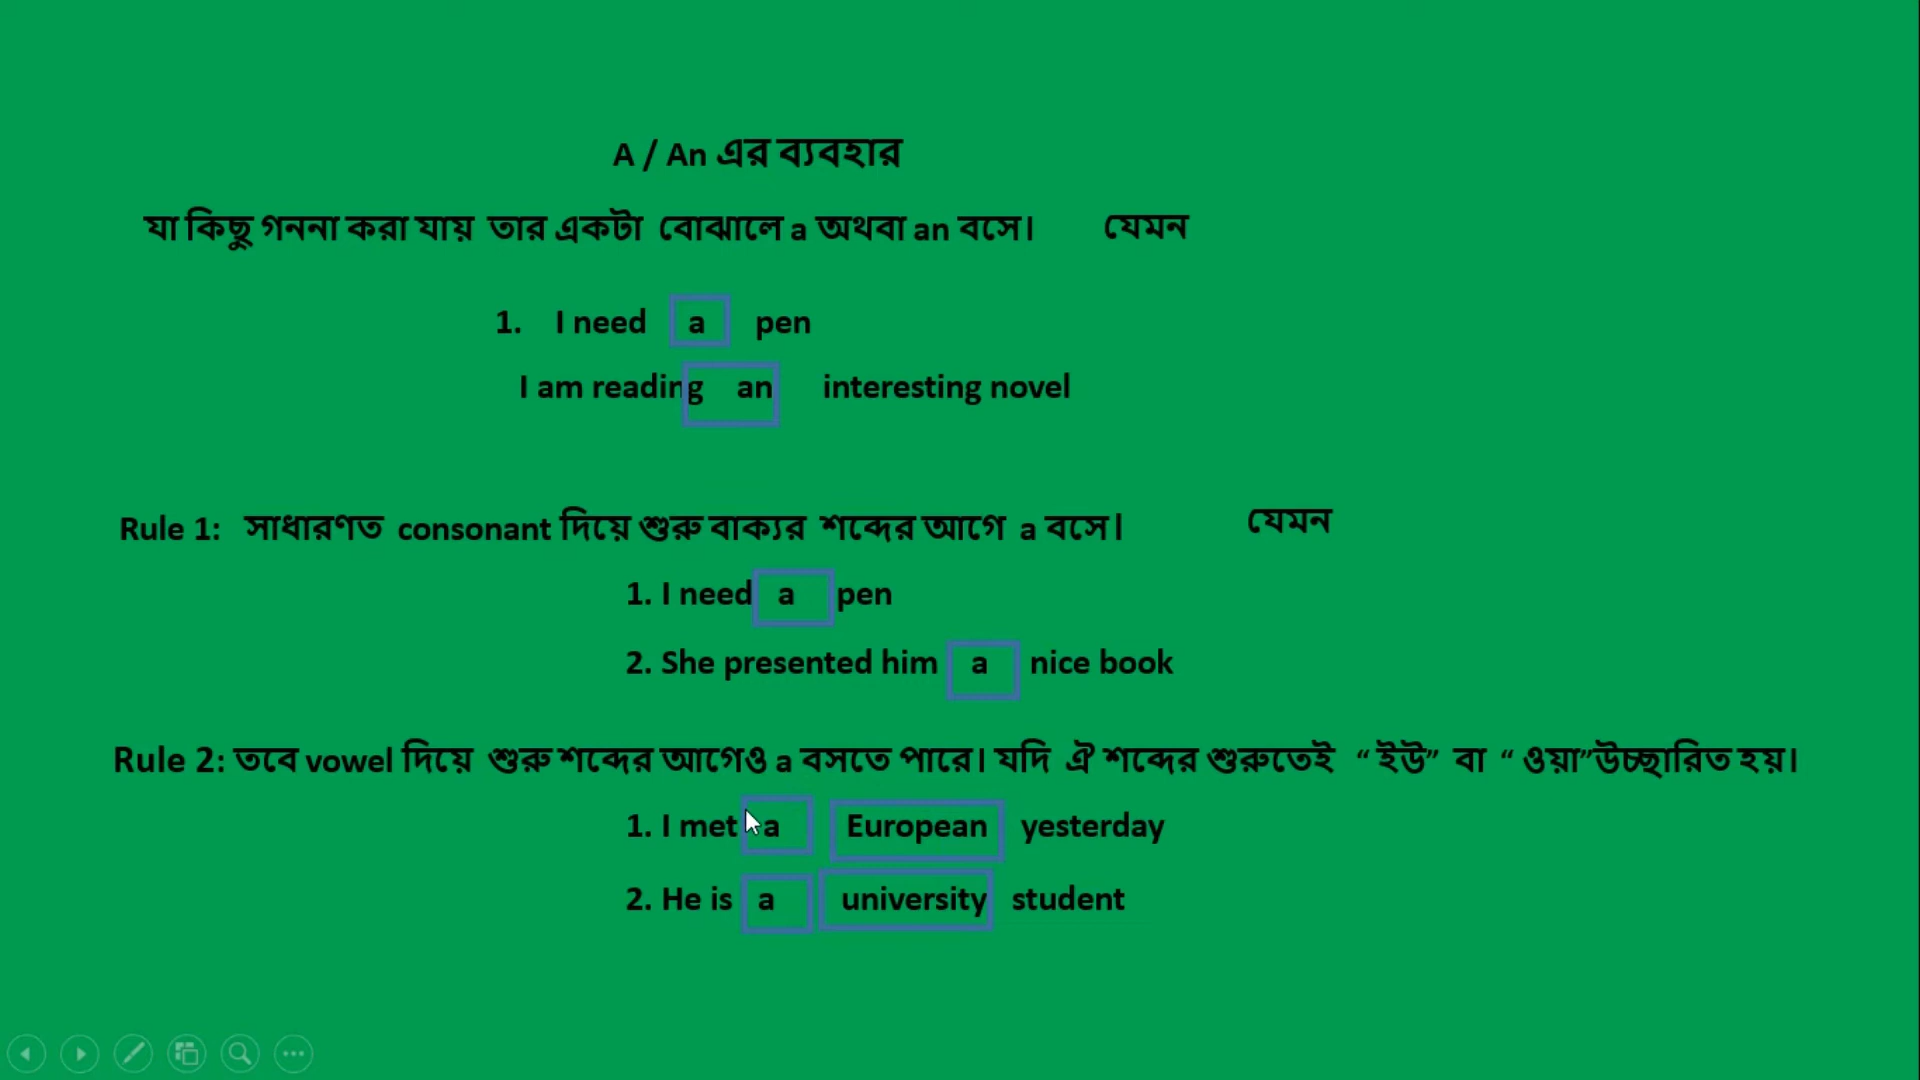 A / An এর ব্যবহার
যা কিছু গননা করা যায় তার একটা বোঝালে a অথবা an বসে। যেমন
1. I need a pen
I am reading an interesting novel
Rule 1: সাধারণত consonant দিয়ে শুরু বাক্যর শব্দের আগে a বসে। যেমন
1. I need a pen
2. She presented him a nice book
Rule 2: তবে vowel দিয়ে শুরু শব্দের আগেও a বসতে পারে। যদি ঐ শব্দের শুরুতেই “ ইউ” বা “ ওয়া”উচ্ছারিত হয়।
1. I met a European yesterday
2. He is a university student